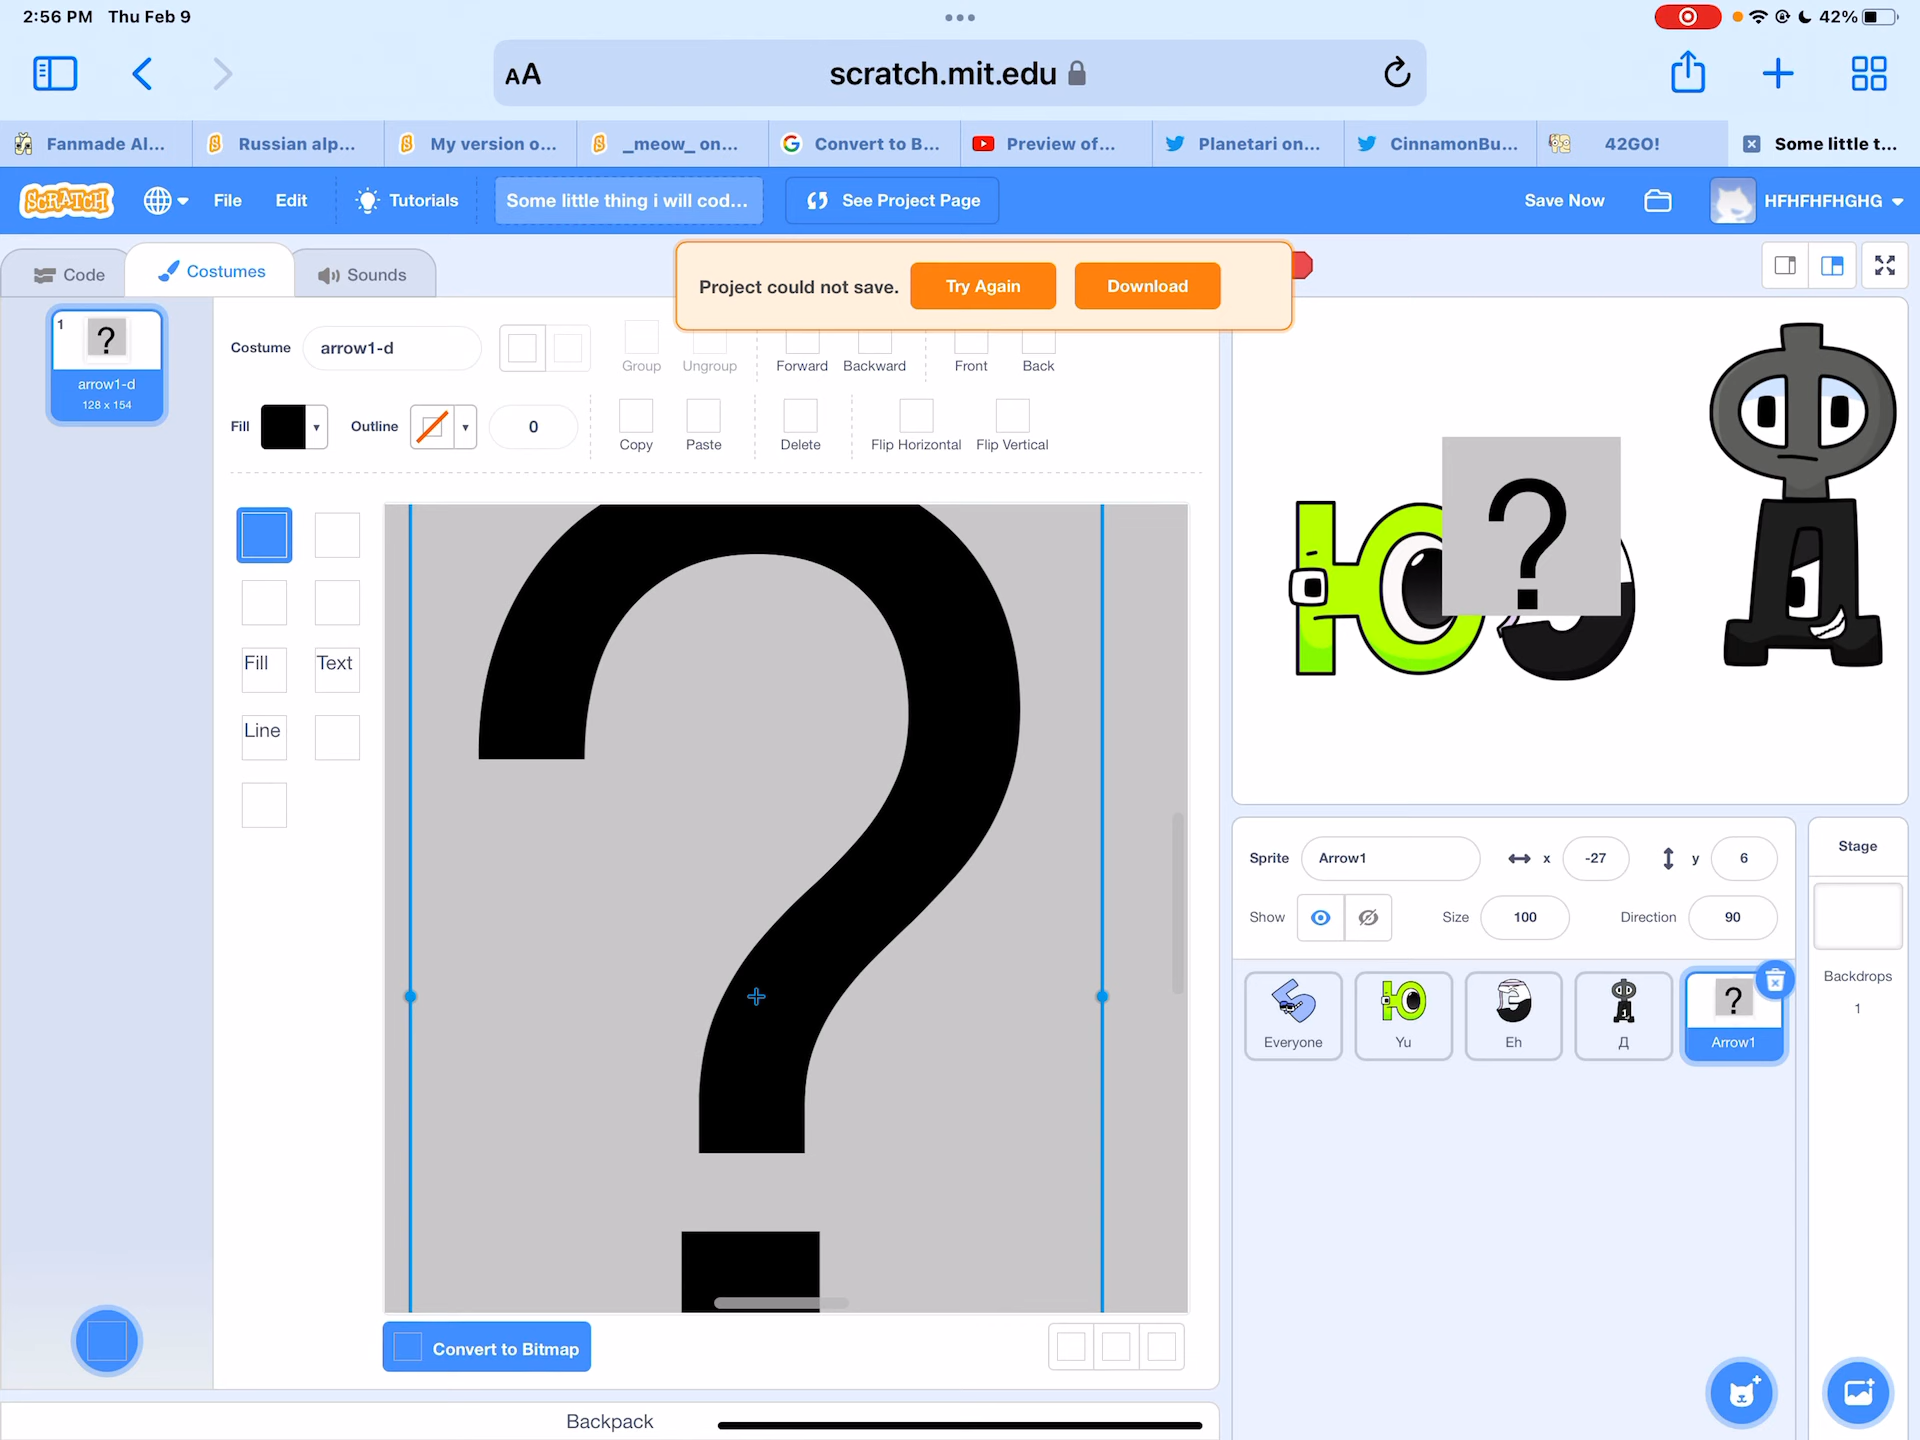 2:56 PM Thu Feb 9
42%
AA
scratch.mit.edu
Fanmade Al...
Russian alp...
My version o...
_meow_ on...
Convert to B...
Preview of...
Planetari on...
CinnamonBu...
42GO!
Some little t...
SCRATCH
File
Edit
Tutorials
Some little thing i will cod...
See Project Page
Save Now
HFHFHFHGHG
Code
Costumes
Sounds
Project could not save.
Try Again
Download
1
?
arrow1-d
128 x 154
Costume
arrow1-d
Group
Ungroup
Forward
Backward
Front
Back
Fill
Outline
0
Copy
Paste
Delete
Flip Horizontal
Flip Vertical
Fill
Text
Line
?
Convert to Bitmap
Backpack
Ю
?
Э
Д
Sprite
Arrow1
x
-27
y
6
Show
Size
100
Direction
90
Everyone
Yu
Eh
Д
Arrow1
Stage
Backdrops
1